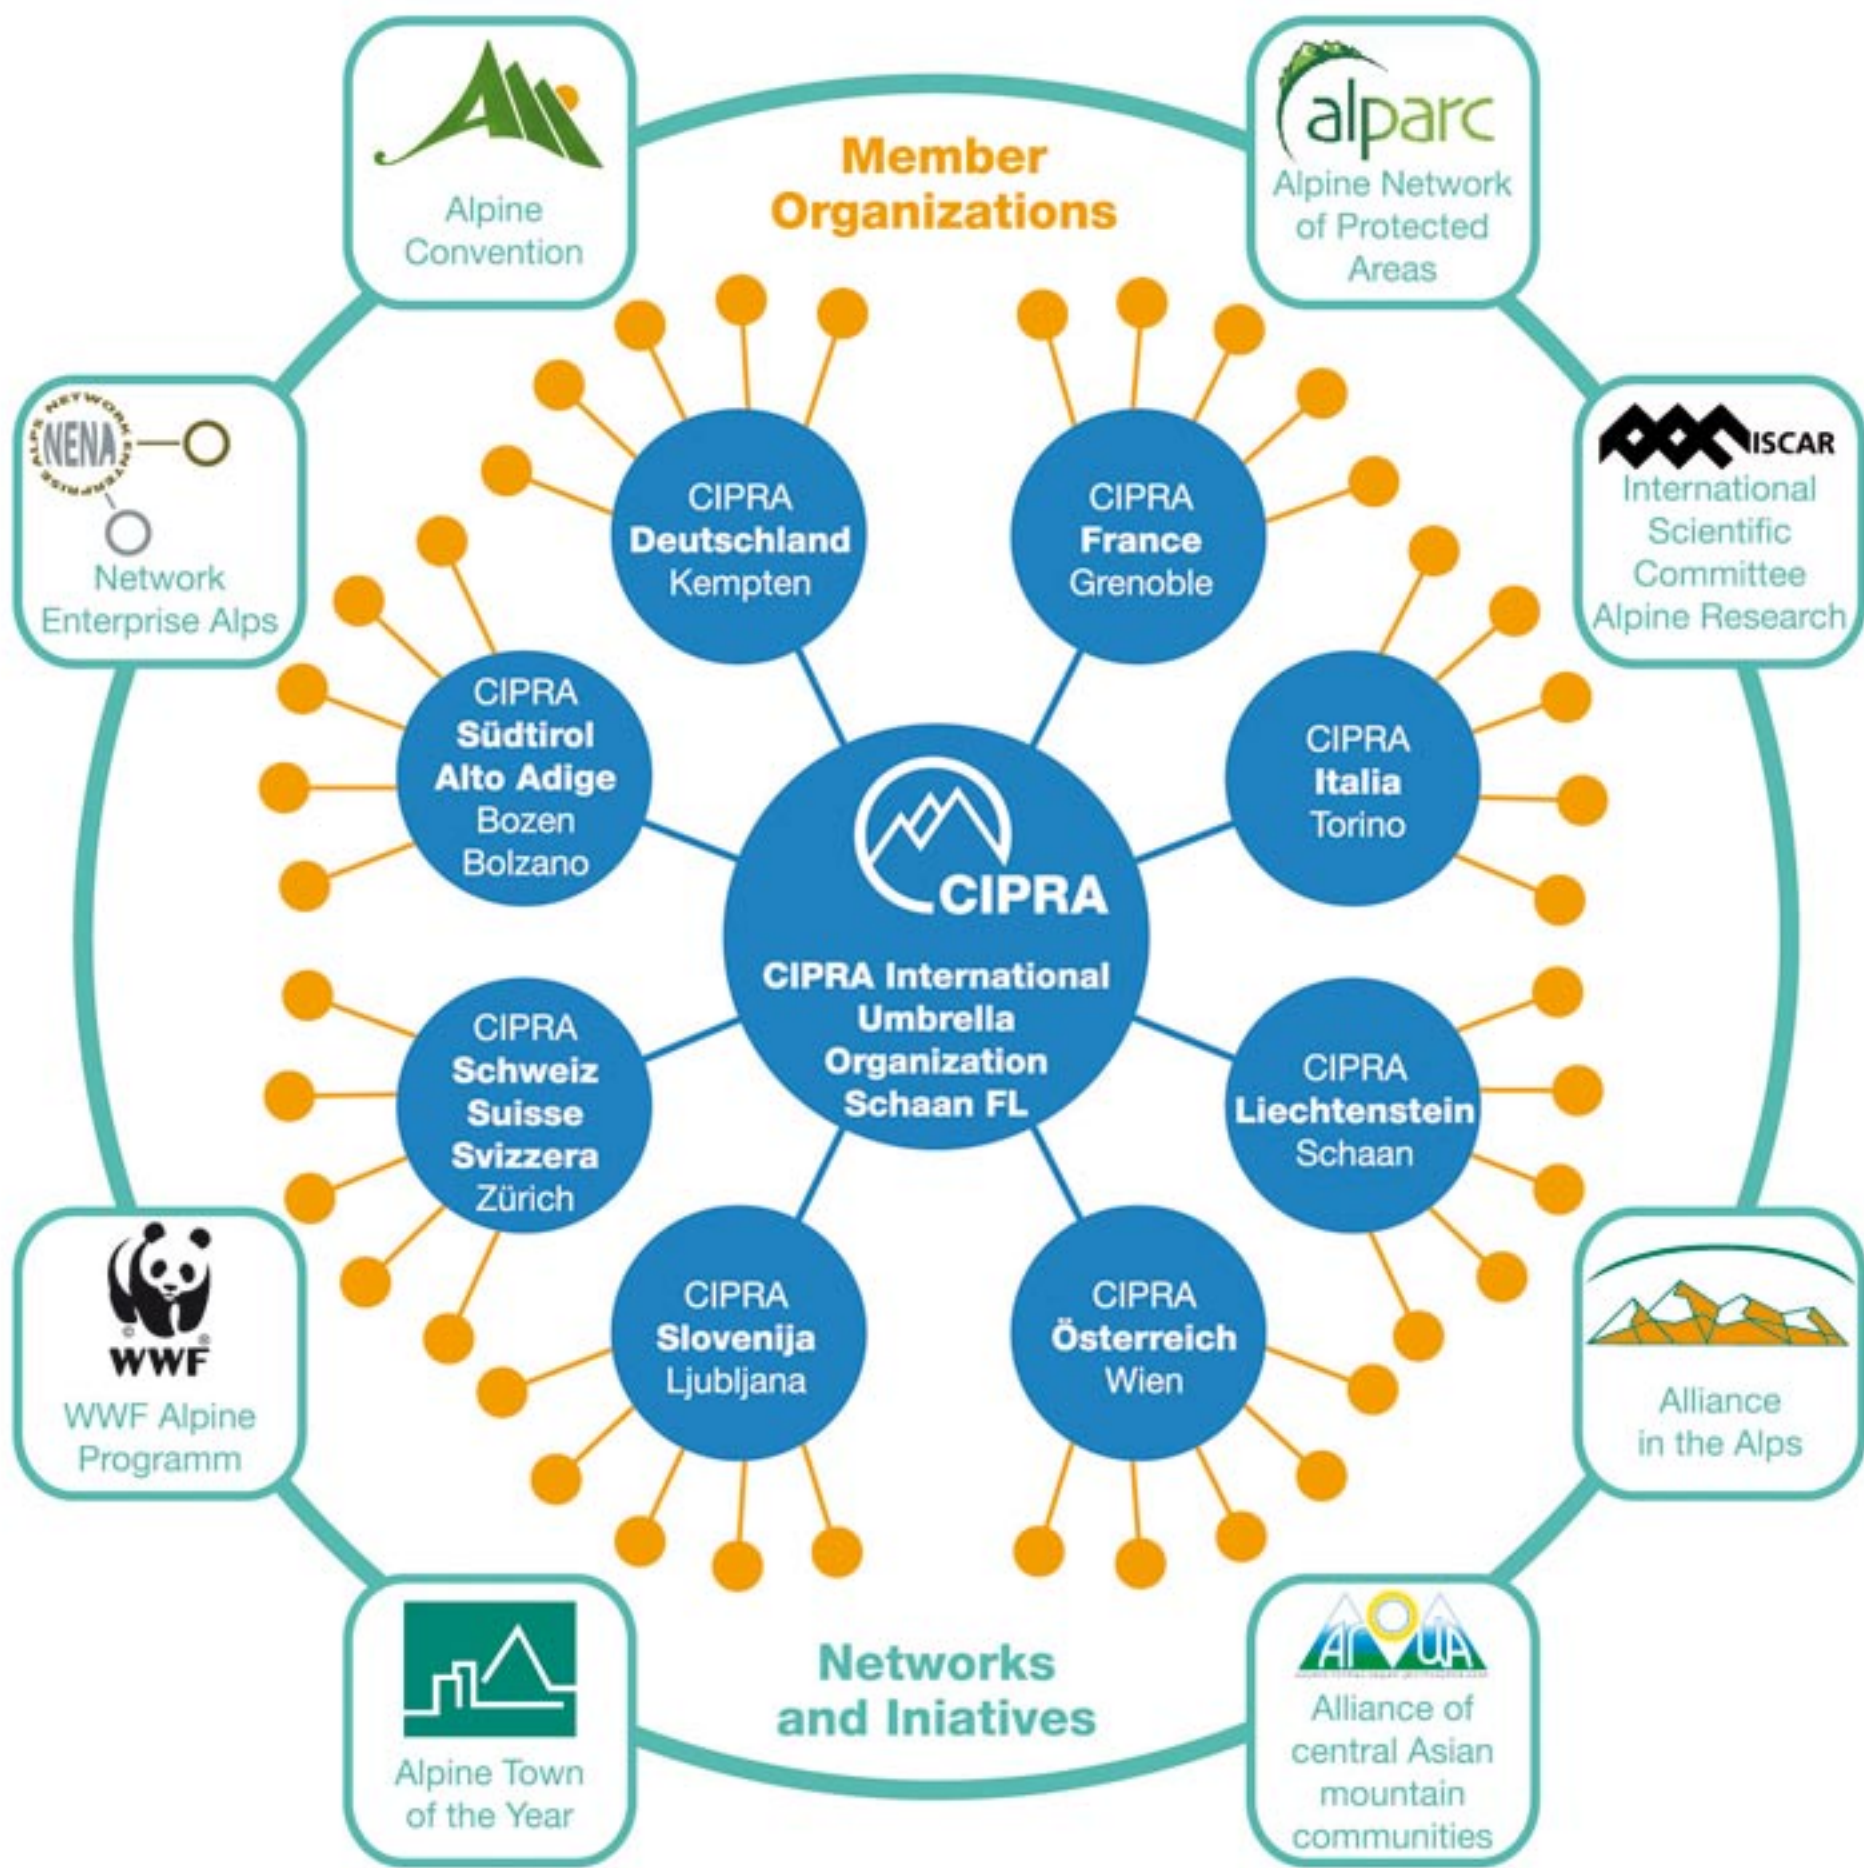 Alpine
Convention
alparc
Alpine Network
of Protected
Areas
Member
Organizations
NETWORK ENTERPRISE ALPS
NENA
Network
Enterprise Alps
ISCAR
International
Scientific
Committee
Alpine Research
CIPRA
Deutschland
Kempten
CIPRA
France
Grenoble
CIPRA
Südtirol
Alto Adige
Bozen
Bolzano
CIPRA
Italia
Torino
CIPRA
CIPRA International
Umbrella
Organization
Schaan FL
CIPRA
Schweiz
Suisse
Svizzera
Zürich
CIPRA
Liechtenstein
Schaan
CIPRA
Slovenija
Ljubljana
CIPRA
Österreich
Wien
©
®
WWF
WWF Alpine
Programm
Alliance
in the Alps
Alpine Town
of the Year
Networks
and Iniatives
Alliance of
central Asian
mountain
communities